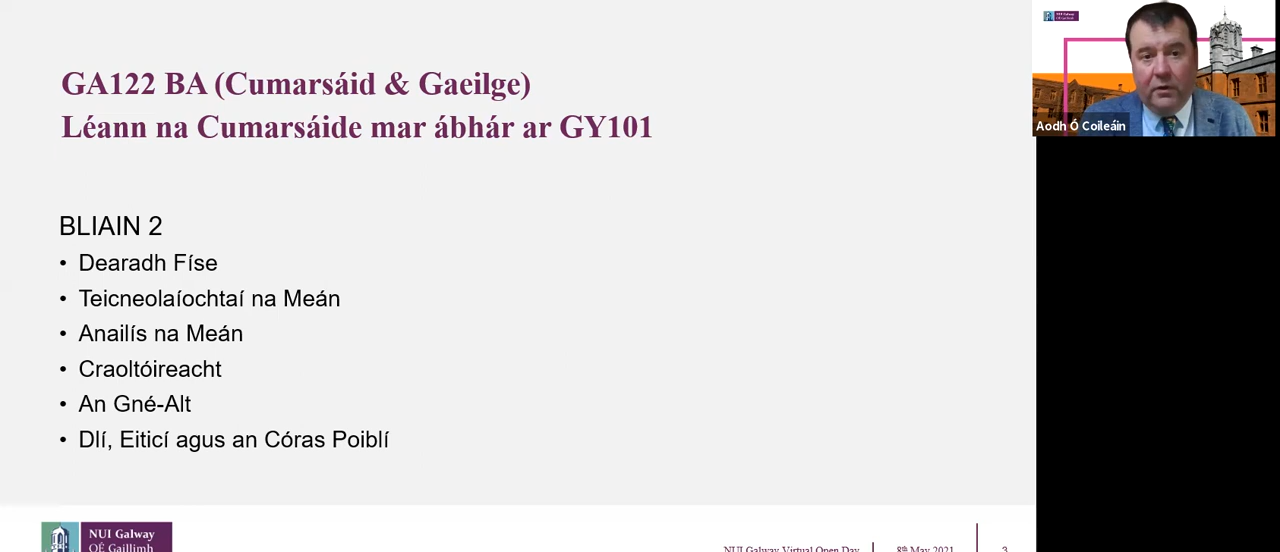 GA122 BA (Cumarsáid & Gaeilge)
Léann na Cumarsáide mar ábhár ar GY101
BLIAIN 2
• Dearadh Físe
• Teicneolaíochtaí na Meán
• Anailís na Meán
• Craoltóireacht
• An Gné-Alt
• Dlí, Eiticí agus an Córas Poiblí
NUI Galway
OÉ Gaillimh
NUI Galway Virtual Open Day
8th May 2021
3
NUI Galway
Aodh Ó Coileáin